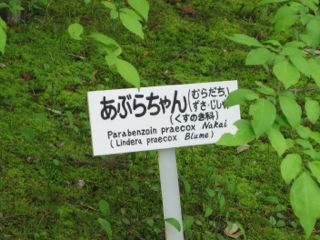 あぶらちゃん(むらだち,
ずさ・じしゃ
(くすのき科)
Parabenzoin praecox Nakai
(Lindera praecox Blume)